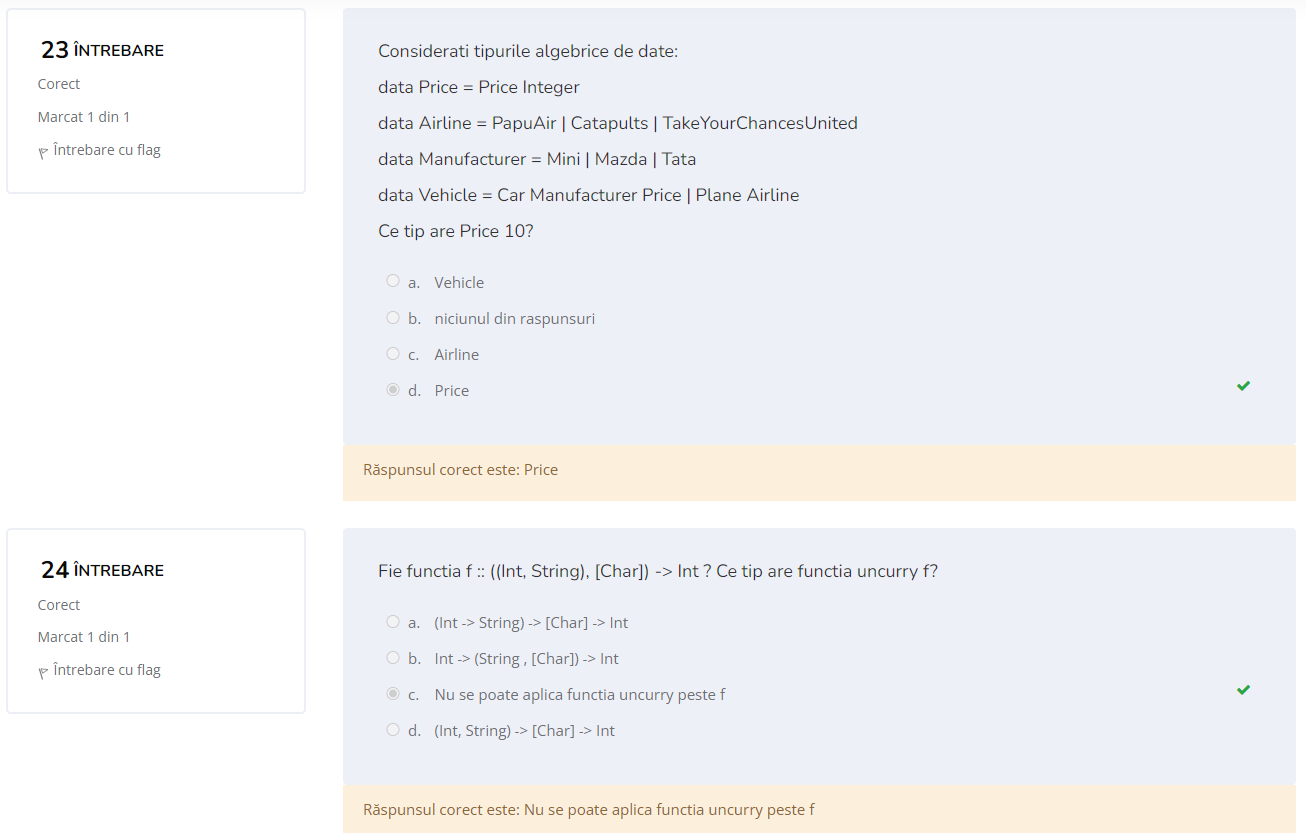 23 ÎNTREBARE
Corect
Marcat 1 din 1
Întrebare cu flag
Considerati tipurile algebrice de date:
data Price = Price Integer
data Airline = PapuAir | Catapults | TakeYourChancesUnited
data Manufacturer = Mini | Mazda | Tata
data Vehicle = Car Manufacturer Price | Plane Airline
Ce tip are Price 10?
a. Vehicle
b. niciunul din raspunsuri
c. Airline
d. Price
Răspunsul corect este: Price
24 ÎNTREBARE
Corect
Marcat 1 din 1
Întrebare cu flag
Fie functia f :: ((Int, String), [Char]) -> Int ? Ce tip are functia uncurry f?
a. (Int -> String) -> [Char] -> Int
b. Int -> (String , [Char]) -> Int
c. Nu se poate aplica functia uncurry peste f
d. (Int, String) -> [Char] -> Int
Răspunsul corect este: Nu se poate aplica functia uncurry peste f